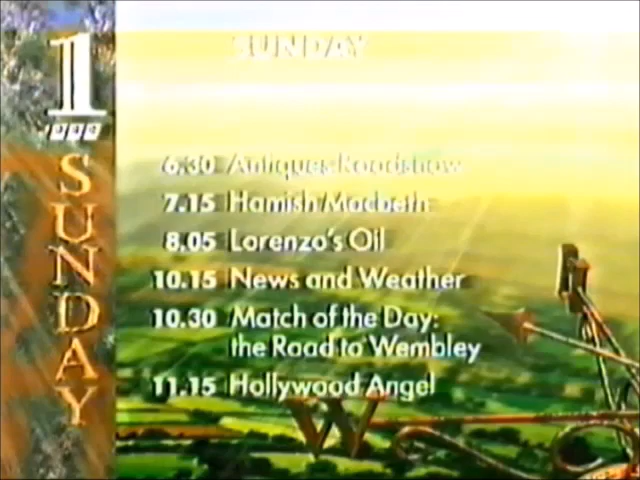 1
BBC
SUNDAY
SUNDAY
6.30 Antiques Roadshow
7.15 Hamish Macbeth
8.05 Lorenzo's Oil
10.15 News and Weather
10.30 Match of the Day:
the Road to Wembley
11.15 Hollywood Angel
W